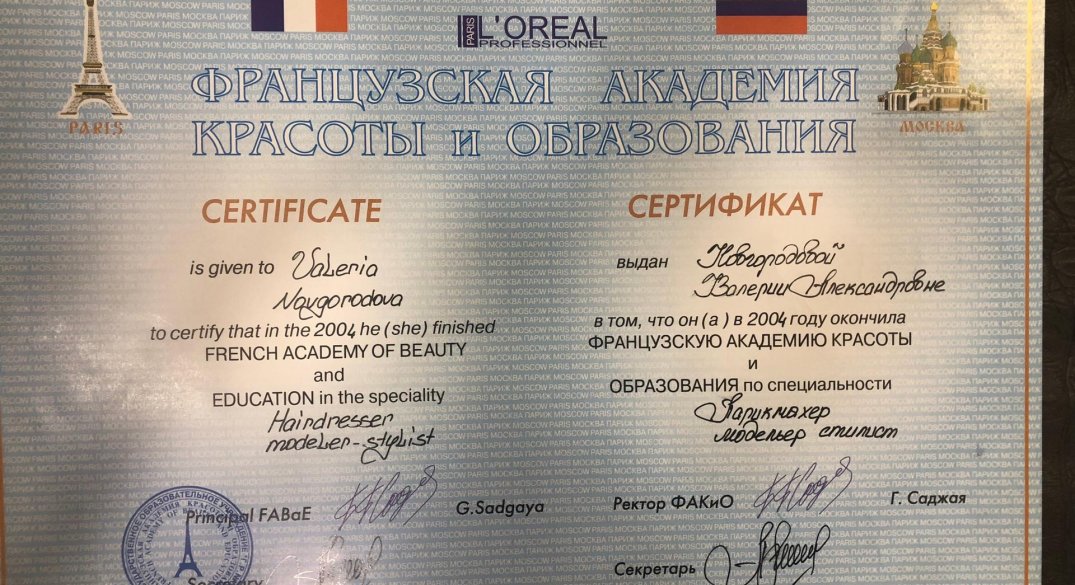 PARIS L'OREAL
PROFESSIONNEL
ФРАНЦУЗСКАЯ АКАДЕМИЯ
КРАСОТЫ и ОБРАЗОВАНИЯ
PARIS
МОСКВА
CERTIFICATE
is given to Valeria
Novgorodova
to certify that in the 2004 he (she) finished
FRENCH ACADEMY OF BEAUTY
and
EDUCATION in the speciality
Hairdresser
modeler-stylist
Principal FABaE G.Sadgaya
Secretary
СЕРТИФИКАТ
выдан Новгородовой
Валерии Александровне
в том, что он(а) в 2004 году окончила
ФРАНЦУЗСКУЮ АКАДЕМИЮ КРАСОТЫ
и
ОБРАЗОВАНИЯ по специальности
Парикмахер
модельер стилист
Ректор ФАКиО Г. Саджая
Секретарь